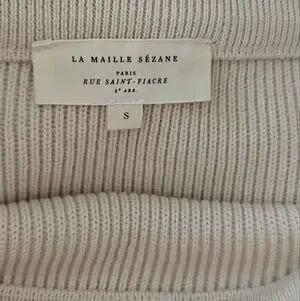 LA MAILLE SÉZANE
PARIS
RUE SAINT-FIACRE
2ᵉ ARR.
S